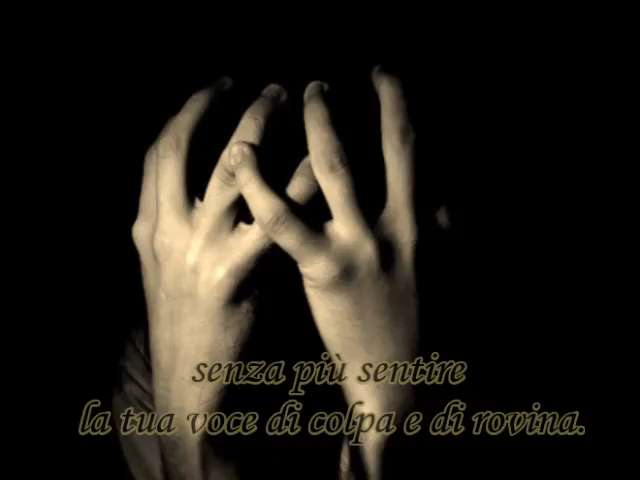 senza più sentire
la tua voce di colpa e di rovina.